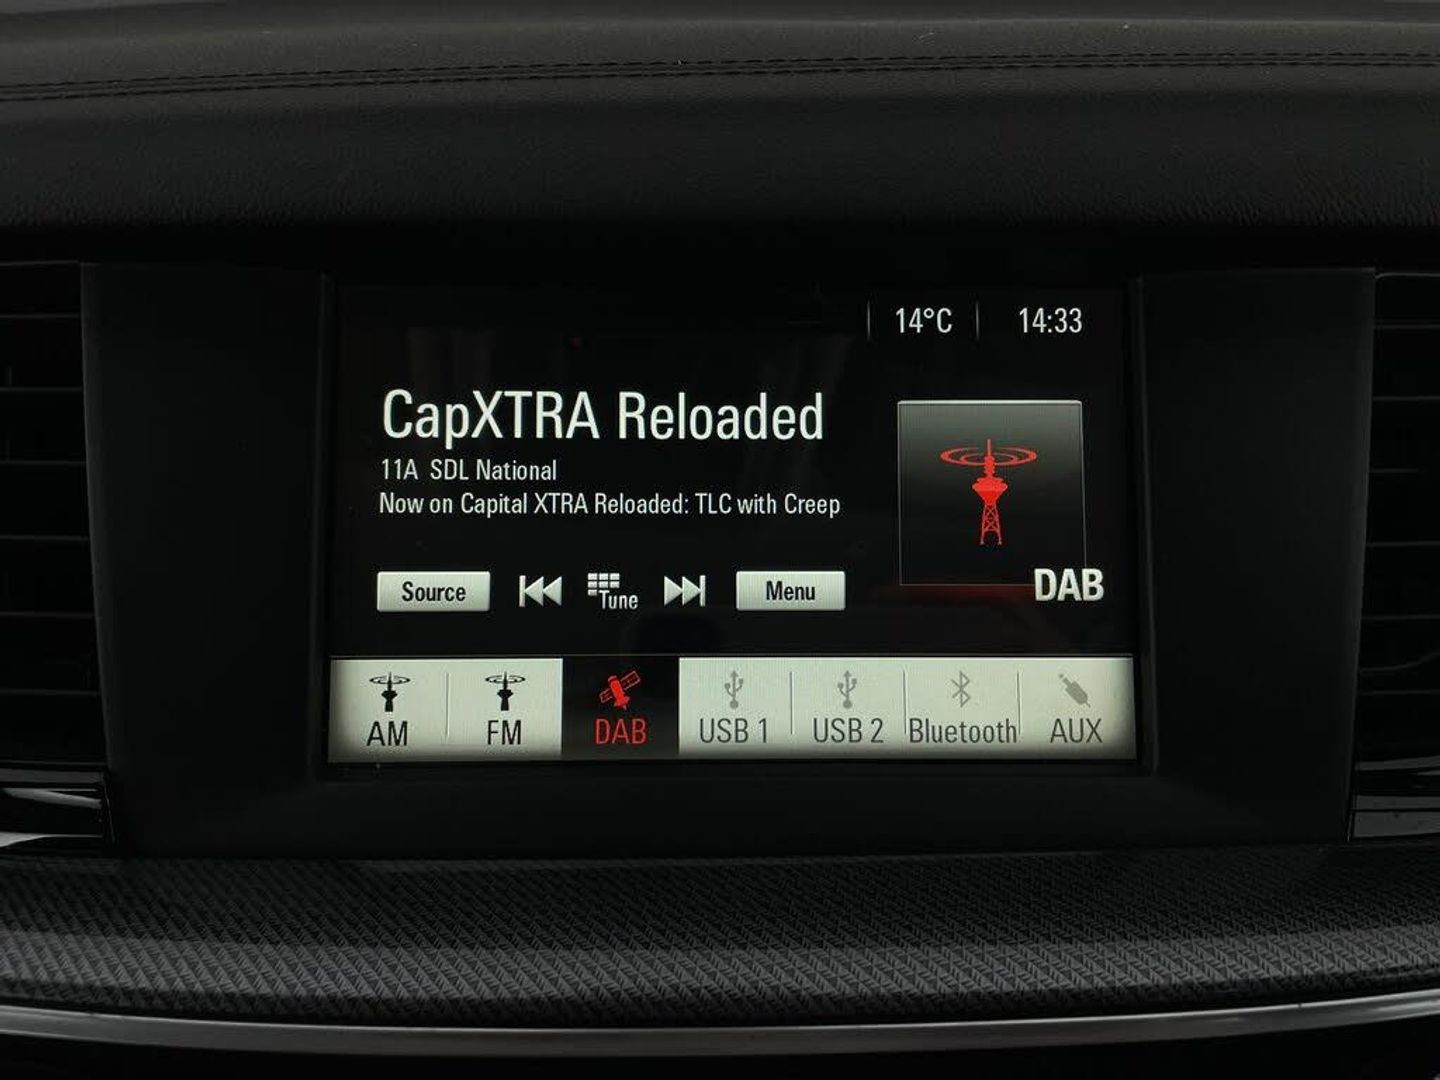 14°C 14:33
CapXTRA Reloaded
11A SDL National
Now on Capital XTRA Reloaded: TLC with Creep
Source Tune Menu
DAB
AM FM DAB USB 1 USB 2 Bluetooth AUX